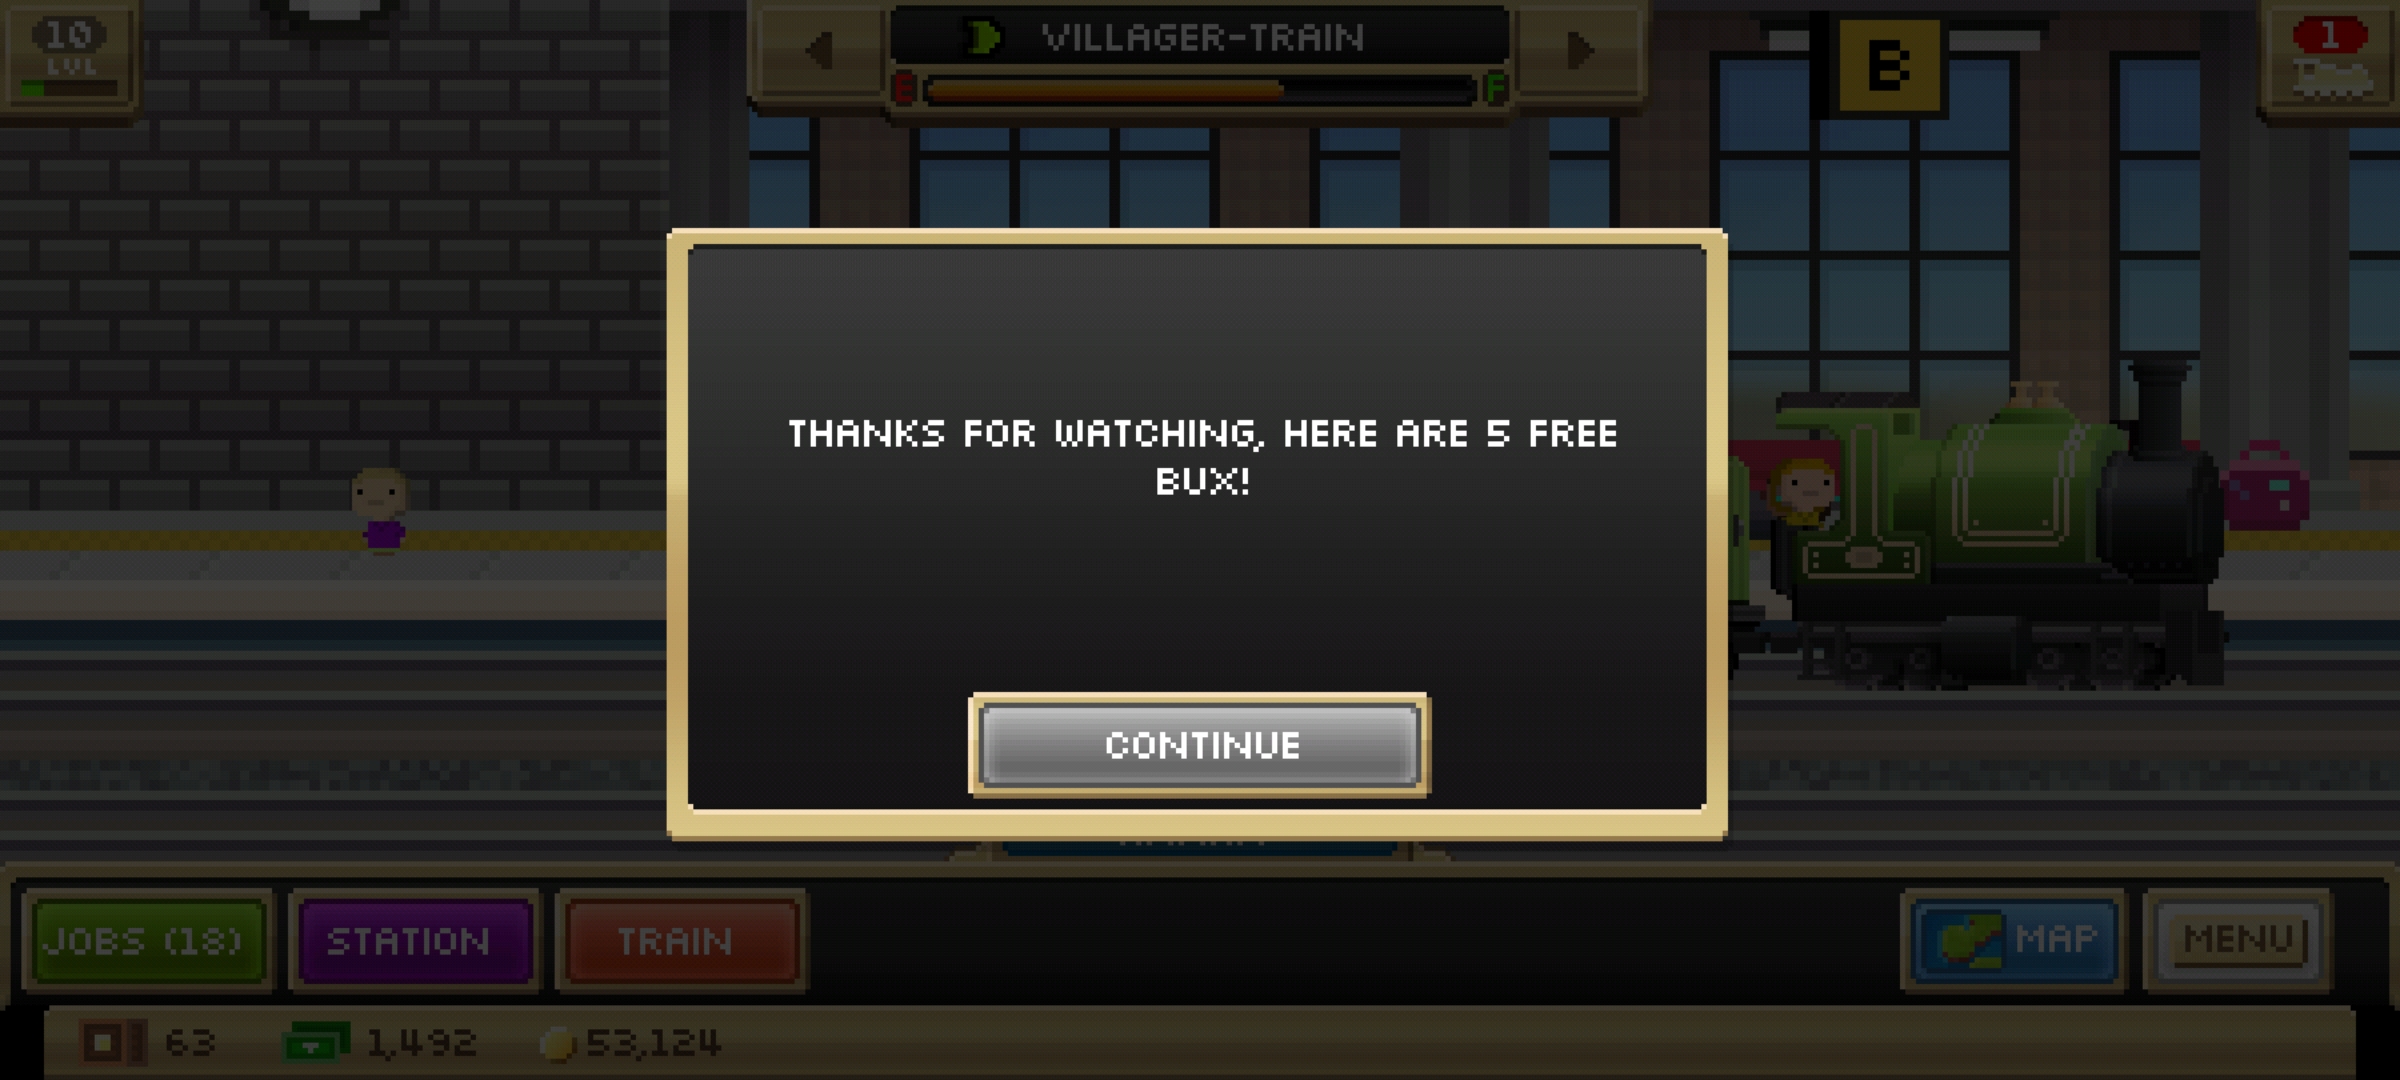 10
LVL
VILLAGER-TRAIN
E F
B
1
THANKS FOR WATCHING, HERE ARE 5 FREE
BUX!
CONTINUE
JOBS (18) STATION TRAIN MAP MENU
63 1,492 53,124